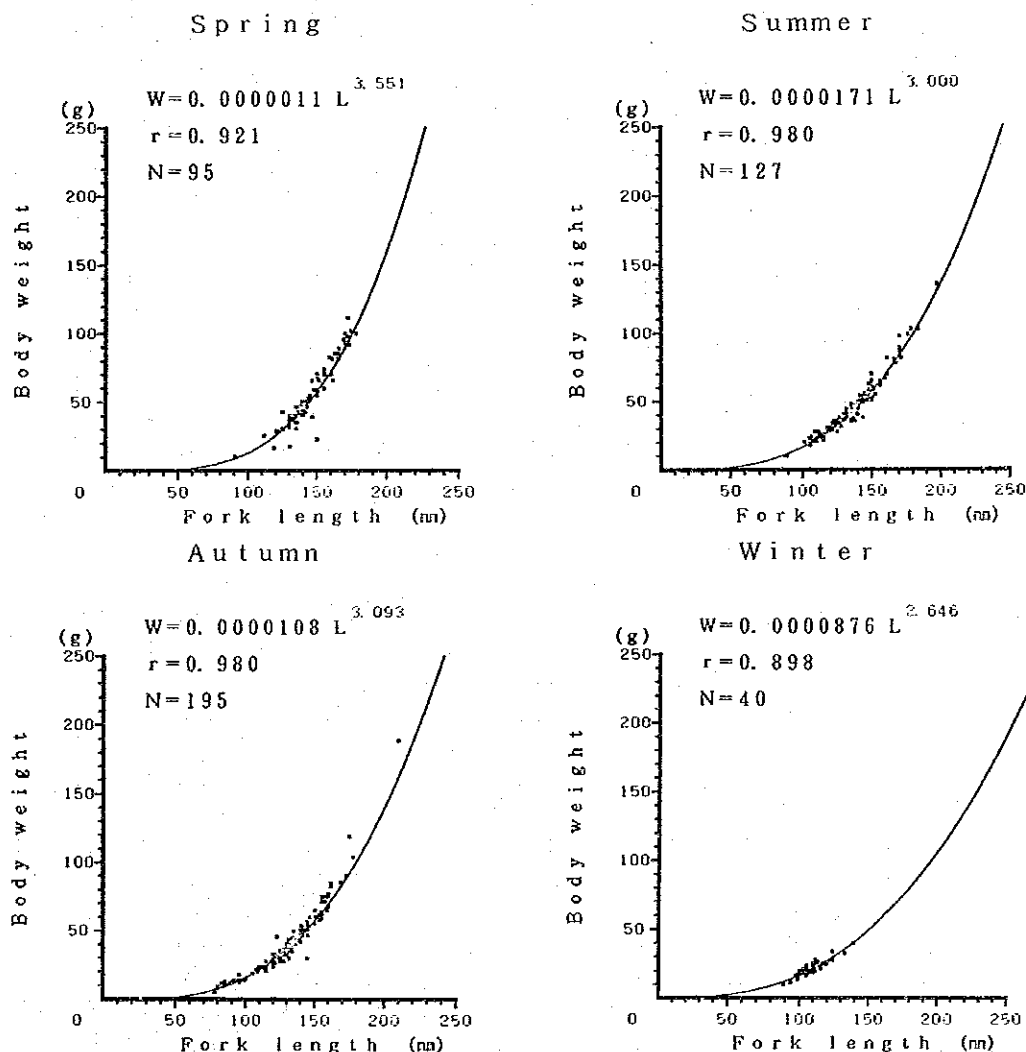 Spring
W=0.0000011 L^3.551
(g)
r=0.921
N=95
250
200
150
100
50
0
50 100 150 200 250
Body weight
Fork length (mm)
Summer
W=0.0000171 L^3.000
(g)
r=0.980
N=127
250
200
150
100
50
0
50 100 150 200 250
Body weight
Fork length (mm)
Autumn
W=0.0000108 L^3.093
(g)
r=0.980
N=195
250
200
150
100
50
0
50 100 150 200 250
Body weight
Fork length (mm)
Winter
W=0.0000876 L^2.646
(g)
r=0.898
N=40
250
200
150
100
50
0
50 100 150 200 250
Body weight
Fork length (mm)